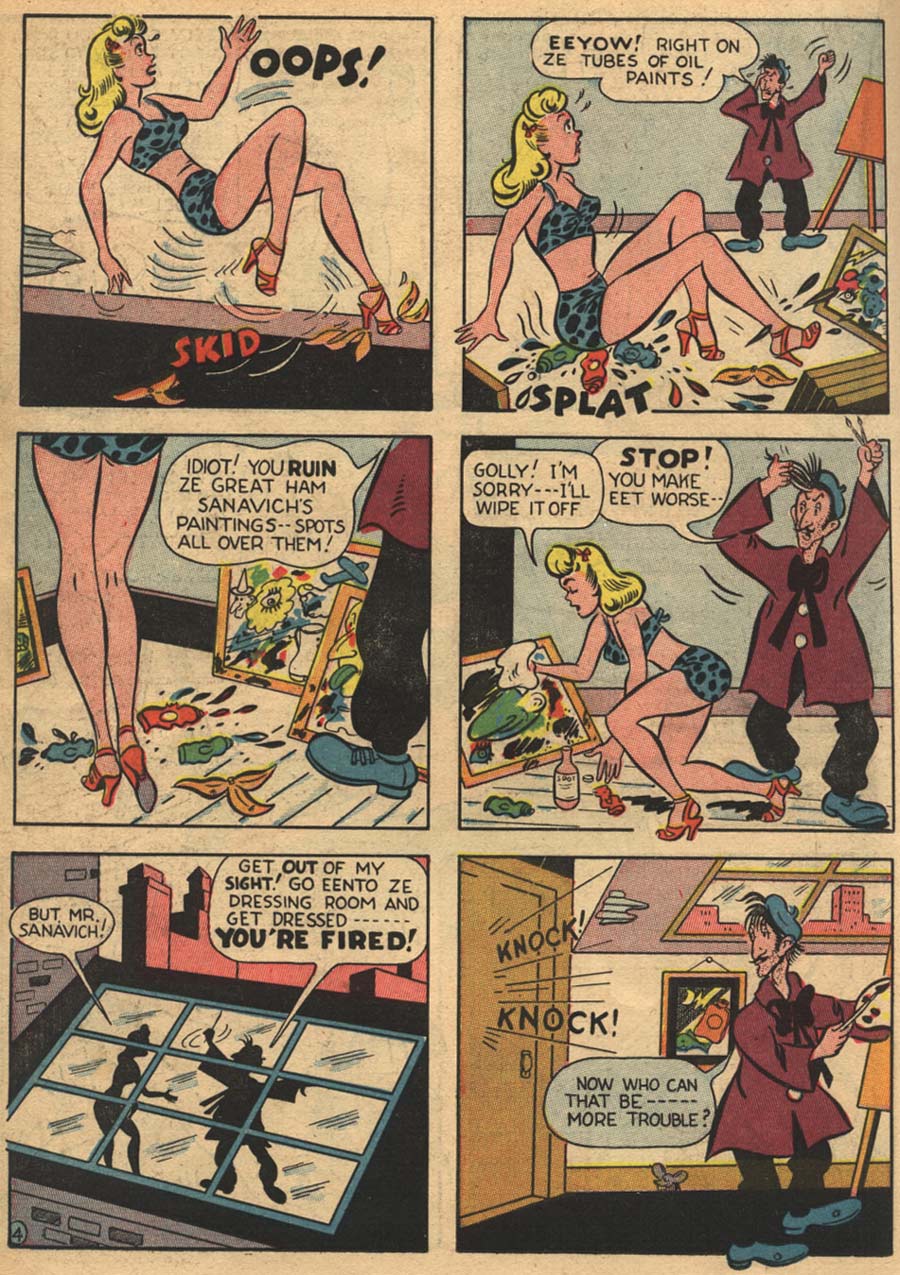 OOPS!
SKID
EEYOW! RIGHT ON
ZE TUBES OF OIL
PAINTS!
SPLAT
IDIOT! YOU RUIN
ZE GREAT HAM
SANAVICH'S
PAINTINGS--SPOTS
ALL OVER THEM!
GOLLY! I'M
SORRY---I'LL
WIPE IT OFF
STOP!
YOU MAKE
EET WORSE--
SPOT
BUT MR.
SANAVICH!
GET OUT OF MY
SIGHT! GO EENTO ZE
DRESSING ROOM AND
GET DRESSED------
YOU'RE FIRED!
4
KNOCK!
KNOCK!
NOW WHO CAN
THAT BE-----
MORE TROUBLE?